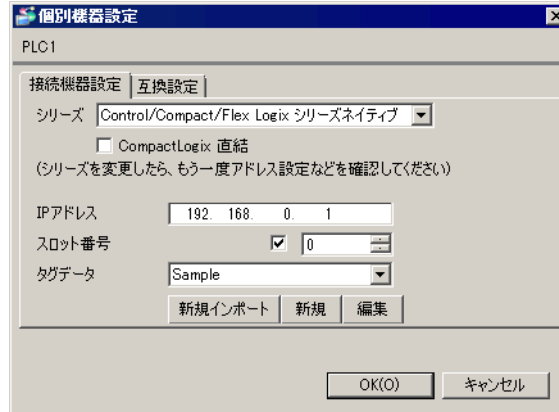 個別機器設定
PLC1
接続機器設定 互換設定
シリーズ Control/Compact/Flex Logix シリーズネイティブ
CompactLogix 直結
(シリーズを変更したら、もう一度アドレス設定などを確認してください)
IPアドレス 192. 168. 0. 1
スロット番号 0
タグデータ Sample
新規インポート 新規 編集
OK(O) キャンセル